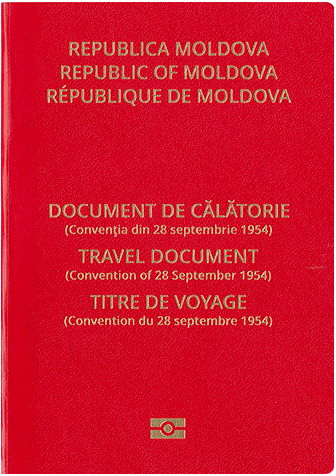 REPUBLICA MOLDOVA
REPUBLIC OF MOLDOVA
RÉPUBLIQUE DE MOLDOVA
DOCUMENT DE CĂLĂTORIE
(Convenţia din 28 septembrie 1954)
TRAVEL DOCUMENT
(Convention of 28 September 1954)
TITRE DE VOYAGE
(Convention du 28 septembre 1954)